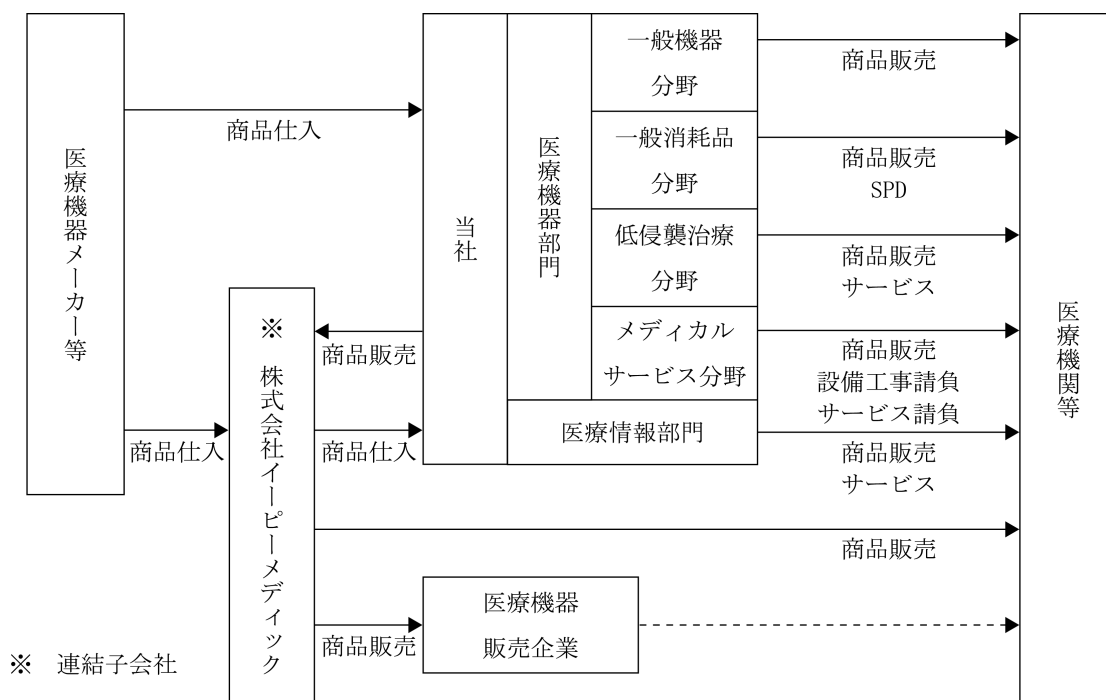 医療機器メーカー等
商品仕入
商品仕入
※　株式会社イーピーメディック
商品販売
商品仕入
当社
医療機器部門
一般機器
分野
一般消耗品
分野
低侵襲治療
分野
メディカル
サービス分野
医療情報部門
商品販売
商品販売
SPD
商品販売
サービス
商品販売
設備工事請負
サービス請負
商品販売
サービス
商品販売
医療機関等
商品販売
医療機器
販売企業
※　連結子会社